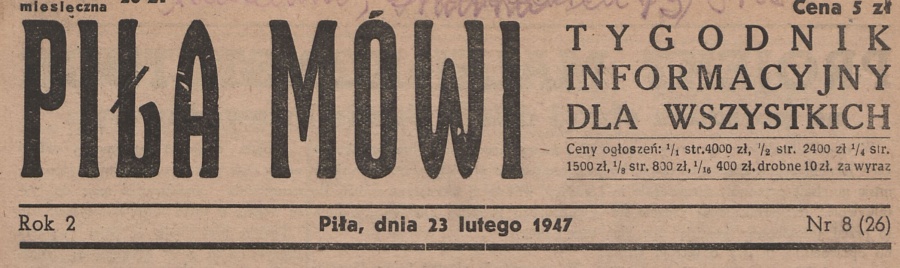 miesięczna
Cena 5 zł
PIŁA MÓWI
TYGODNIK
INFORMACYJNY
DLA WSZYSTKICH
Ceny ogłoszeń: 1/1 str.4000 zł, 1/2 str. 2400 zł 1/4 str.
1500 zł, 1/8 str. 800 zł, 1/16 400 zł, drobne 10 zł. za wyraz
Rok 2
Piła, dnia 23 lutego 1947
Nr 8 (26)